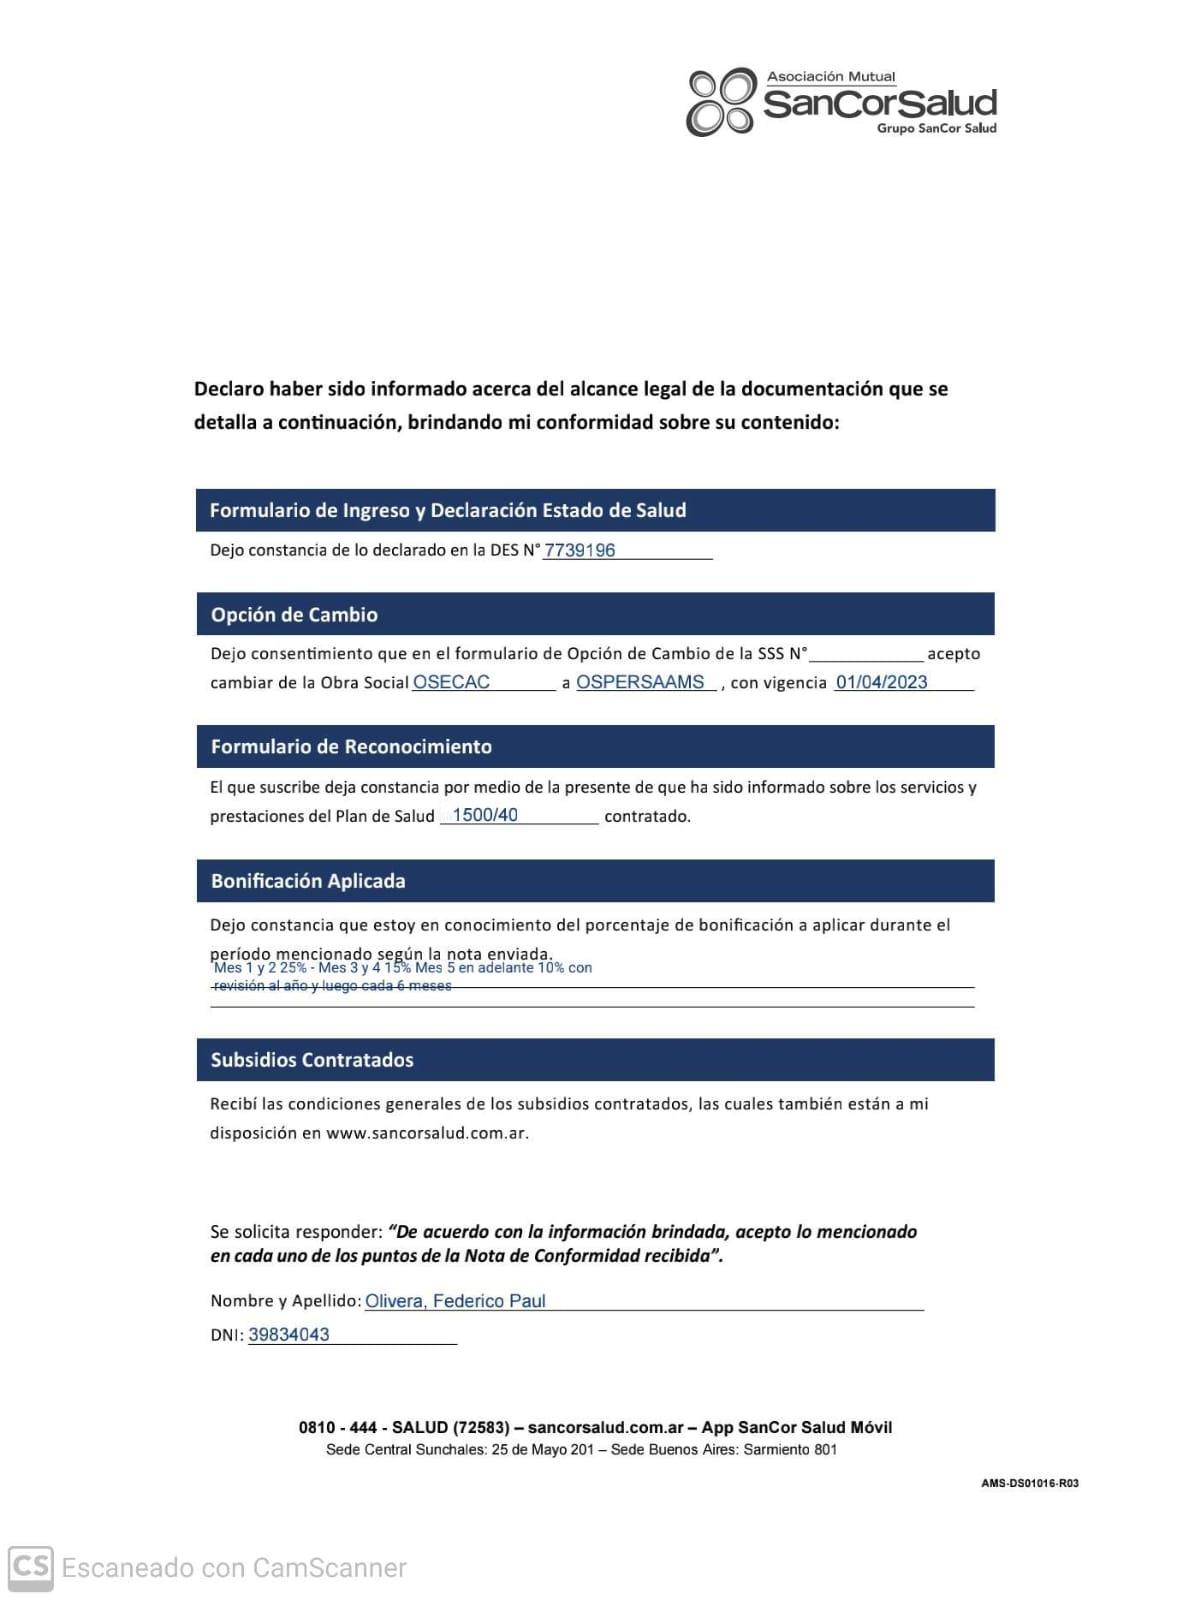 Asociación Mutual
SanCorSalud
Grupo SanCor Salud
Declaro haber sido informado acerca del alcance legal de la documentación que se
detalla a continuación, brindando mi conformidad sobre su contenido:
Formulario de Ingreso y Declaración Estado de Salud
Dejo constancia de lo declarado en la DES N° 7739196
Opción de Cambio
Dejo consentimiento que en el formulario de Opción de Cambio de la SSS N°____________ acepto
cambiar de la Obra Social OSECAC a OSPERSAAMS , con vigencia 01/04/2023
Formulario de Reconocimiento
El que suscribe deja constancia por medio de la presente de que ha sido informado sobre los servicios y
prestaciones del Plan de Salud 1500/40 contratado.
Bonificación Aplicada
Dejo constancia que estoy en conocimiento del porcentaje de bonificación a aplicar durante el
período mencionado según la nota enviada.
Mes 1 y 2 25% - Mes 3 y 4 15% Mes 5 en adelante 10% con
revisión al año y luego cada 6 meses
Subsidios Contratados
Recibí las condiciones generales de los subsidios contratados, las cuales también están a mi
disposición en www.sancorsalud.com.ar.
Se solicita responder: “De acuerdo con la información brindada, acepto lo mencionado
en cada uno de los puntos de la Nota de Conformidad recibida”.
Nombre y Apellido: Olivera, Federico Paul
DNI: 39834043
0810 - 444 - SALUD (72583) – sancorsalud.com.ar – App SanCor Salud Móvil
Sede Central Sunchales: 25 de Mayo 201 – Sede Buenos Aires: Sarmiento 801
AMS-DS01016-R03
CS Escaneado con CamScanner